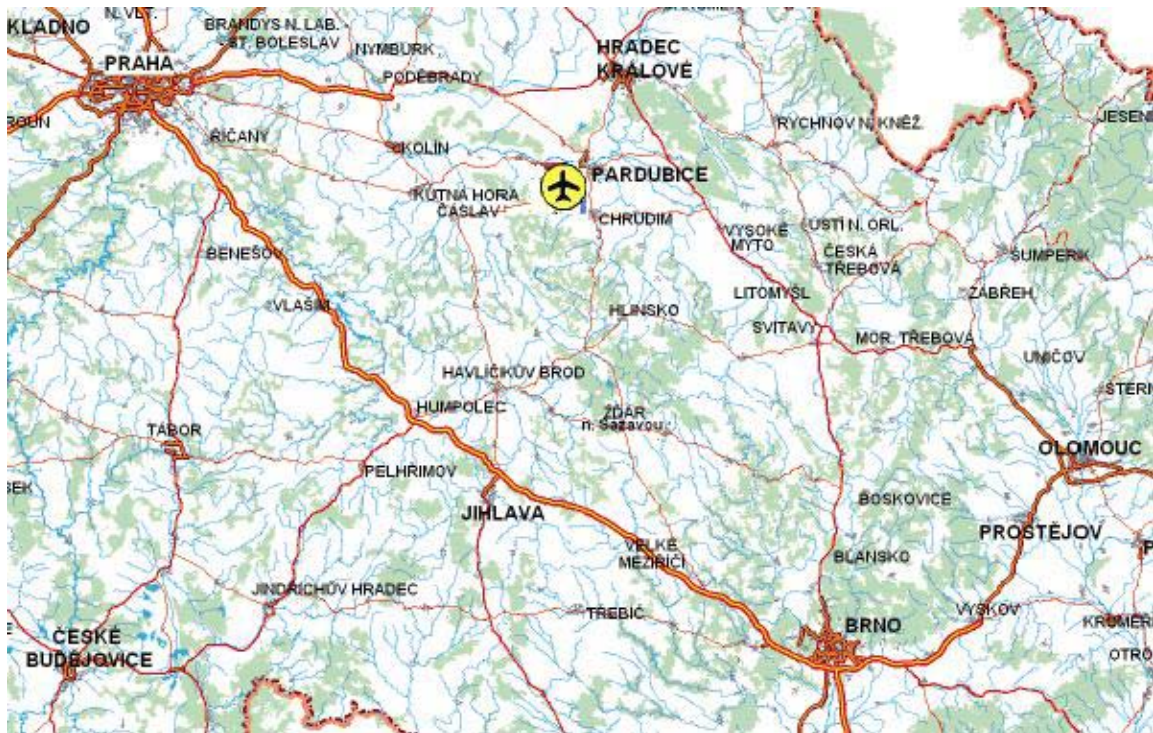 KLADNO
N. VLT.
BRANDÝS N. LAB.
- ST. BOLESLAV
NYMBURK
HRADEC
KRÁLOVÉ
PRAHA
PODĚBRADY
ŘÍČANY
KOLÍN
RYCHNOV N. KNĚŽ.
PARDUBICE
KUTNÁ HORA
ČÁSLAV
CHRUDIM
VYSOKÉ
MÝTO
ÚSTÍ N. ORL.
ČESKÁ
TŘEBOVÁ
ŠUMPERK
BENEŠOV
VLAŠIM
LITOMYŠL
ZÁBŘEH
HLINSKO
SVITAVY
MOR. TŘEBOVÁ
UNIČOV
HAVLÍČKŮV BROD
HUMPOLEC
ŽĎÁR
n. Sázavou
TÁBOR
OLOMOUC
PELHŘIMOV
JIHLAVA
BOSKOVICE
PROSTĚJOV
VELKÉ
MEZIŘÍČÍ
BLANSKO
JINDŘICHŮV HRADEC
TŘEBÍČ
VYŠKOV
BRNO
ČESKÉ
BUDĚJOVICE